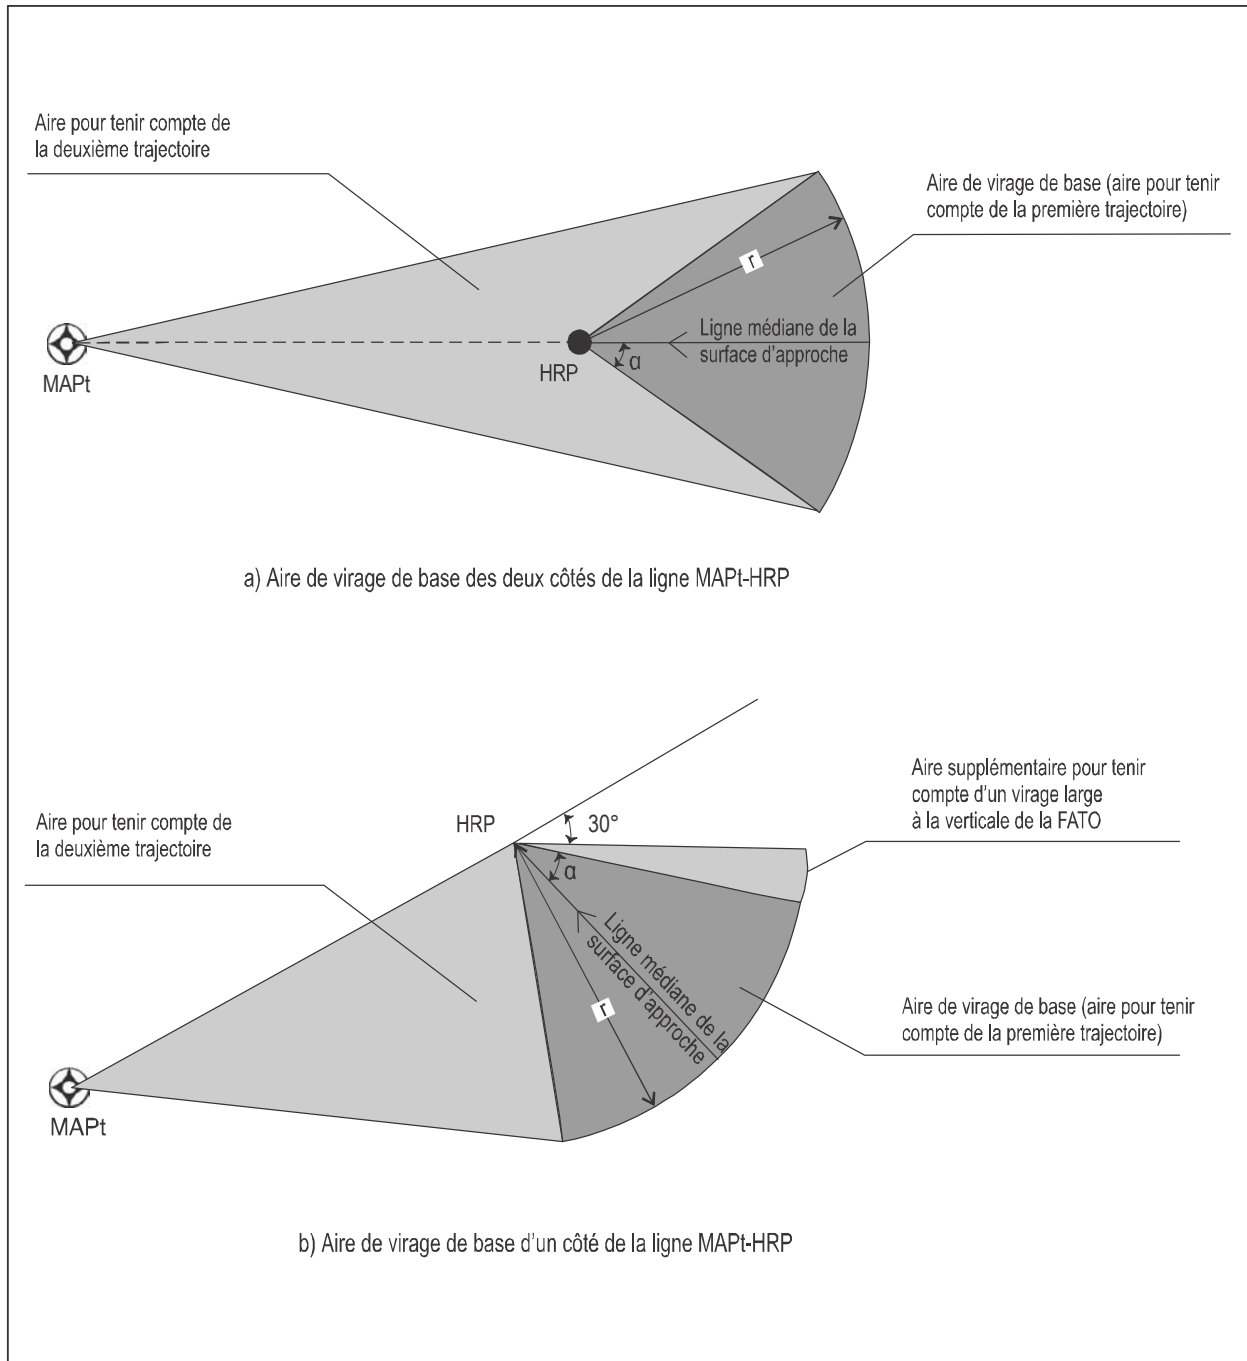 Aire pour tenir compte de
la deuxième trajectoire
Aire de virage de base (aire pour tenir
compte de la première trajectoire)
r
Ligne médiane de la
surface d'approche
α
HRP
MAPt
a) Aire de virage de base des deux côtés de la ligne MAPt-HRP
Aire supplémentaire pour tenir
compte d'un virage large
à la verticale de la FATO
Aire pour tenir compte de
la deuxième trajectoire
HRP
30°
α
Ligne médiane de la
surface d'approche
r
Aire de virage de base (aire pour tenir
compte de la première trajectoire)
MAPt
b) Aire de virage de base d'un côté de la ligne MAPt-HRP